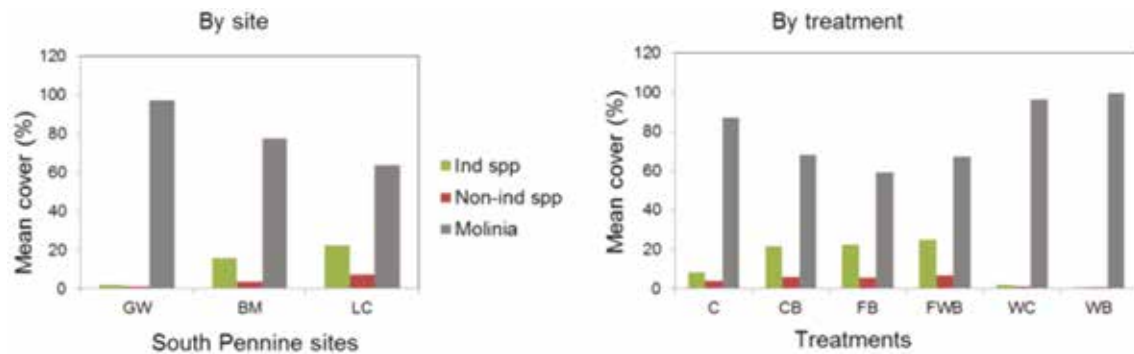 By site
Mean cover (%)
120
100
80
60
40
20
0
GW BM LC
South Pennine sites
Ind spp
Non-ind spp
Molinia
By treatment
Mean cover (%)
120
100
80
60
40
20
0
C CB FB FWB WC WB
Treatments